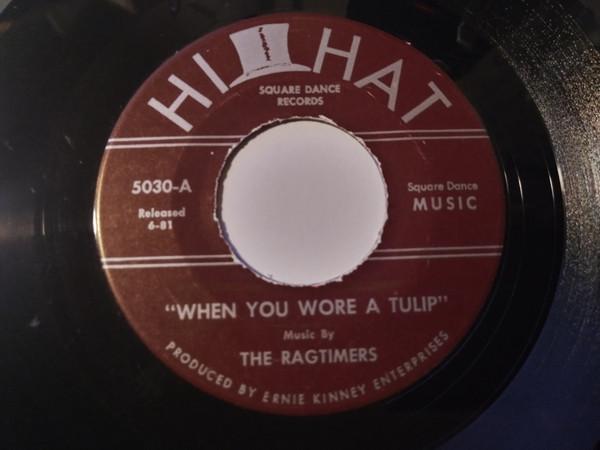 HI HAT
SQUARE DANCE
RECORDS
5030-A
Released
6-81
Square Dance
MUSIC
"WHEN YOU WORE A TULIP"
Music By
THE RAGTIMERS
PRODUCED BY ERNIE KINNEY ENTERPRISES